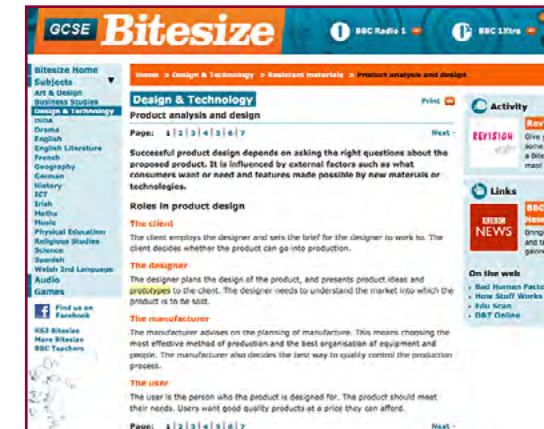 GCSE Bitesize
BBC Radio 1
BBC 1Xtra
Bitesize Home
Subjects
Art & Design
Business Studies
Design & Technology
DiDA
Drama
English
English Literature
French
Geography
German
History
ICT
Irish
Maths
Music
Physical Education
Religious Studies
Science
Spanish
Welsh 2nd Language
Audio
Games
Find us on
Facebook
KS3 Bitesize
More Bitesize
BBC Teachers
Home > Design & Technology > Resistant materials > Product analysis and design
Design & Technology
Print
Product analysis and design
Page: 1 | 2 | 3 | 4 | 5 | 6 | 7
Next
Successful product design depends on asking the right questions about the
proposed product. It is influenced by external factors such as what
consumers want or need and features made possible by new materials or
technologies.
Roles in product design
The client
The client employs the designer and sets the brief for the designer to work to. The
client decides whether the product can go into production.
The designer
The designer plans the design of the product, and presents product ideas and
prototypes to the client. The designer needs to understand the market into which the
product is to be sold.
The manufacturer
The manufacturer advises on the planning of manufacture. This means choosing the
most effective method of production and the best organisation of equipment and
people. The manufacturer also decides the best way to quality control the production
process.
The user
The user is the person who the product is designed for. The product should meet
their needs. Users want good quality products at a price they can afford.
Page: 1 | 2 | 3 | 4 | 5 | 6 | 7
Next
Activity
REVISION
Give
some
a Bite
map!
Links
BBC
NEWS
BBC
New
Bring
and t
On the web
Bad Human Facto
How Stuff Works
Edu Scan
D&T Online